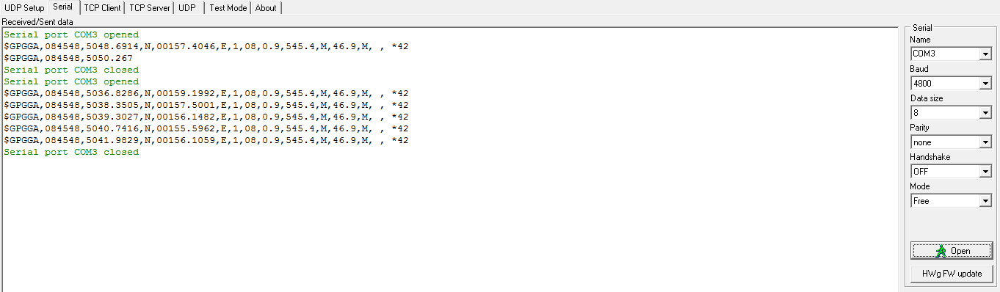 UDP Setup Serial TCP Client TCP Server UDP Test Mode About
Received/Sent data
Serial port COM3 opened
$GPGGA,084548,5048.6914,N,00157.4046,E,1,08,0.9,545.4,M,46.9,M, , *42
$GPGGA,084548,5050.267
Serial port COM3 closed
Serial port COM3 opened
$GPGGA,084548,5036.8286,N,00159.1992,E,1,08,0.9,545.4,M,46.9,M, , *42
$GPGGA,084548,5038.3505,N,00157.5001,E,1,08,0.9,545.4,M,46.9,M, , *42
$GPGGA,084548,5039.3027,N,00156.1482,E,1,08,0.9,545.4,M,46.9,M, , *42
$GPGGA,084548,5040.7416,N,00155.5962,E,1,08,0.9,545.4,M,46.9,M, , *42
$GPGGA,084548,5041.9829,N,00156.1059,E,1,08,0.9,545.4,M,46.9,M, , *42
Serial port COM3 closed
Serial
Name
COM3
Baud
4800
Data size
8
Parity
none
Handshake
OFF
Mode
Free
Open
HWg FW update